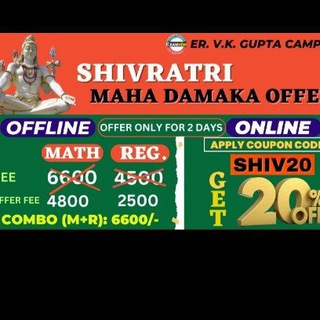 ER. V.K. GUPTA CAMP
SHIVRATRI
MAHA DAMAKA OFFE
OFFLINE
OFFER ONLY FOR 2 DAYS
ONLINE
MATH REG.
EE 6600 4500
FFER FEE 4800 2500
COMBO (M+R): 6600/-
APPLY COUPON CODE
SHIV20
GET
20%
OFF